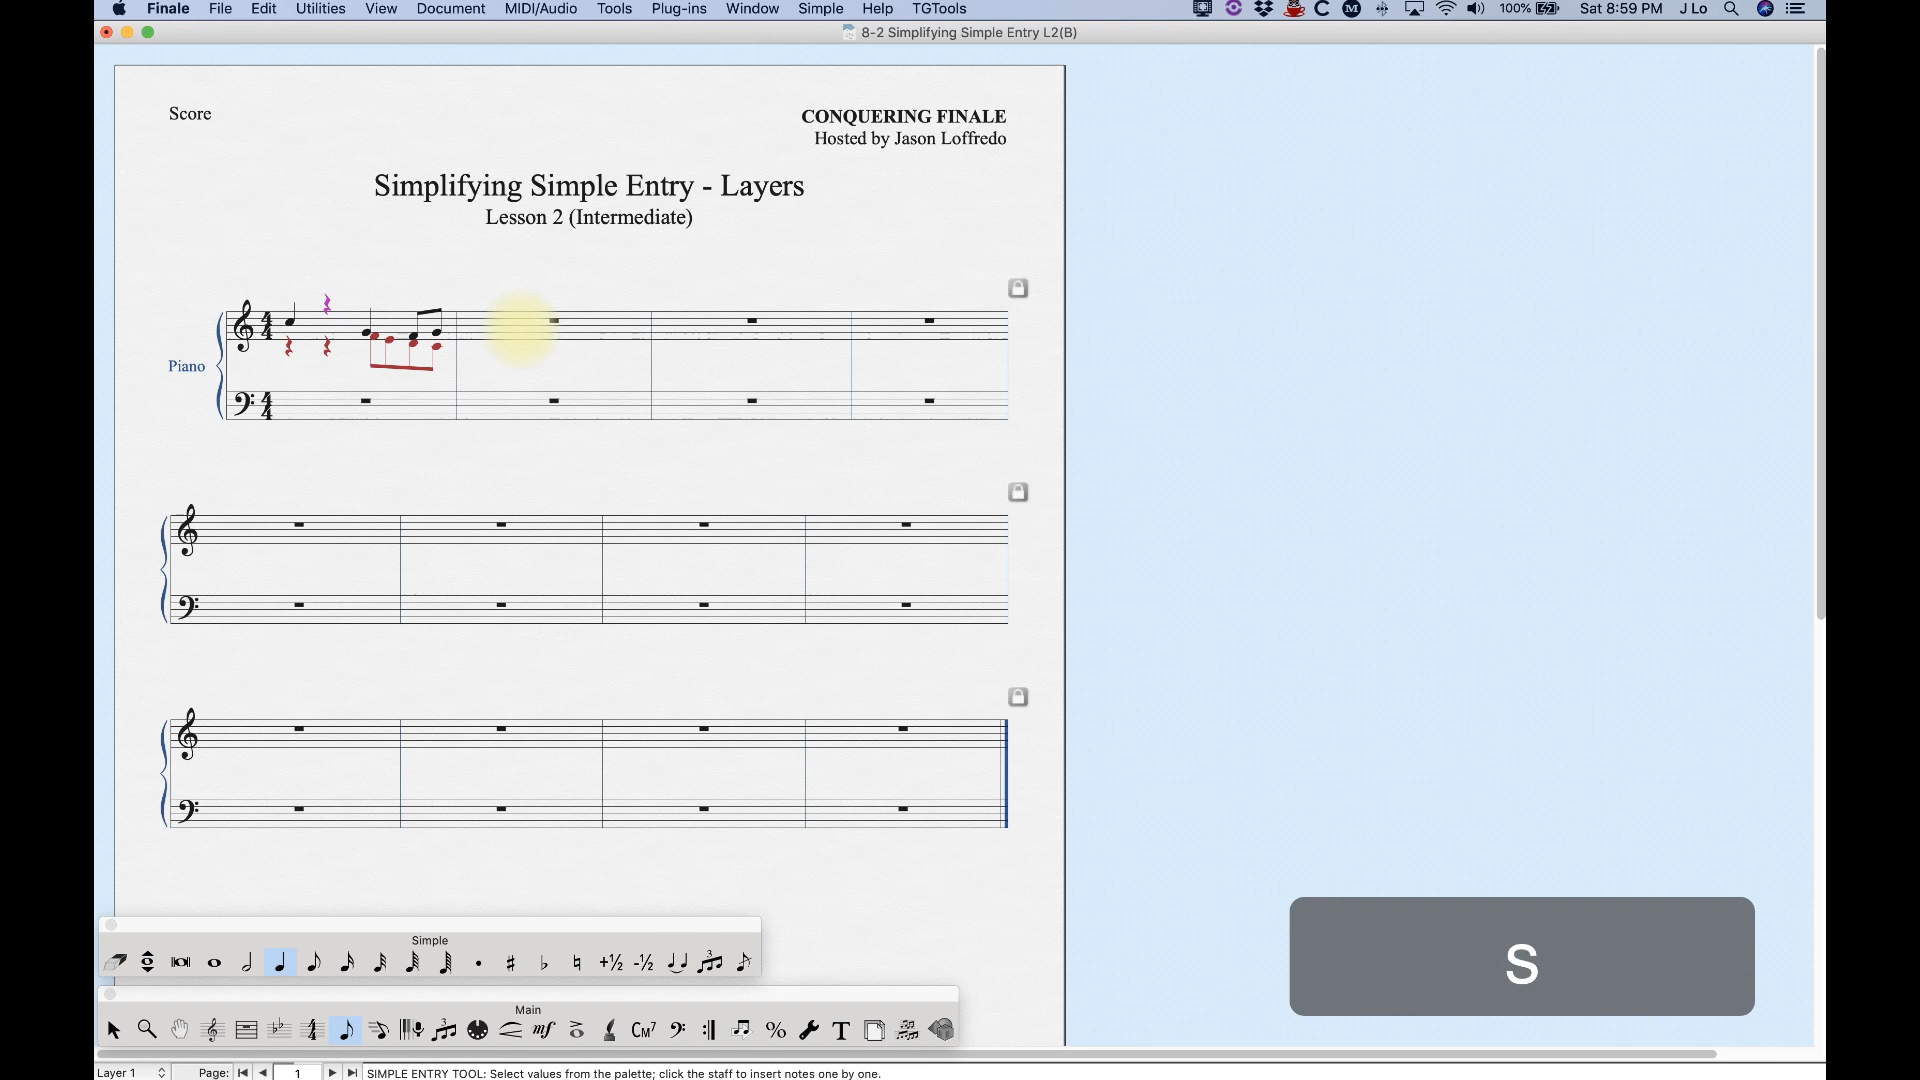 Finale File Edit Utilities View Document MIDI/Audio Tools Plug-ins Window Simple Help TGTools 100% Sat 8:59 PM J Lo
8-2 Simplifying Simple Entry L2(B)
Score
CONQUERING FINALE
Hosted by Jason Loffredo
Simplifying Simple Entry - Layers
Lesson 2 (Intermediate)
Piano
Simple
+½ -½ 3
Main
mf CM7 % T
S
Layer 1 Page: 1 SIMPLE ENTRY TOOL: Select values from the palette; click the staff to insert notes one by one.